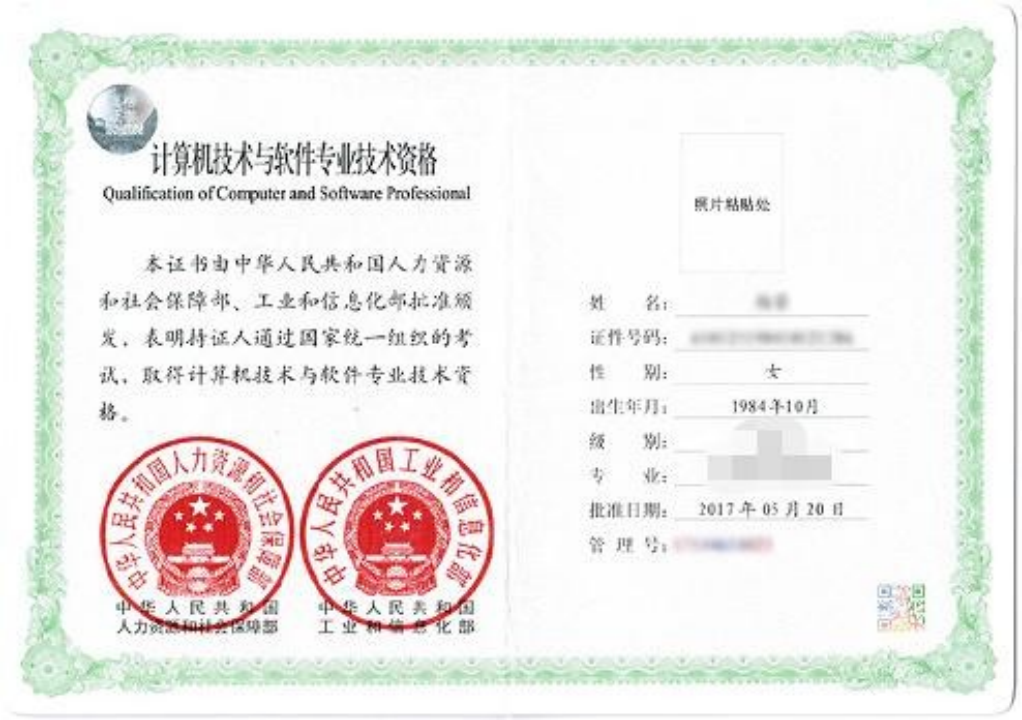 计算机技术与软件专业技术资格
Qualification of Computer and Software Professional
本证书由中华人民共和国人力资源
和社会保障部、工业和信息化部批准颁
发，表明持证人通过国家统一组织的考
试，取得计算机技术与软件专业技术资
格。
中华人民共和国人力资源和社会保障部
中华人民共和国工业和信息化部
中华人民共和国
人力资源和社会保障部
中华人民共和国
工业和信息化部
照片粘贴处
姓 名：
证件号码：
性 别： 女
出生年月： 1984年10月
级 别：
专 业：
批准日期： 2017年05月20日
管 理 号：